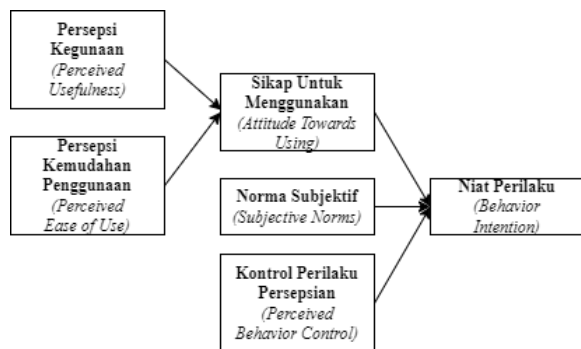 Persepsi
Kegunaan
(Perceived
Usefulness)
Persepsi
Kemudahan
Penggunaan
(Perceived
Ease of Use)
Sikap Untuk
Menggunakan
(Attitude Towards
Using)
Norma Subjektif
(Subjective Norms)
Kontrol Perilaku
Persepsian
(Perceived
Behavior Control)
Niat Perilaku
(Behavior
Intention)